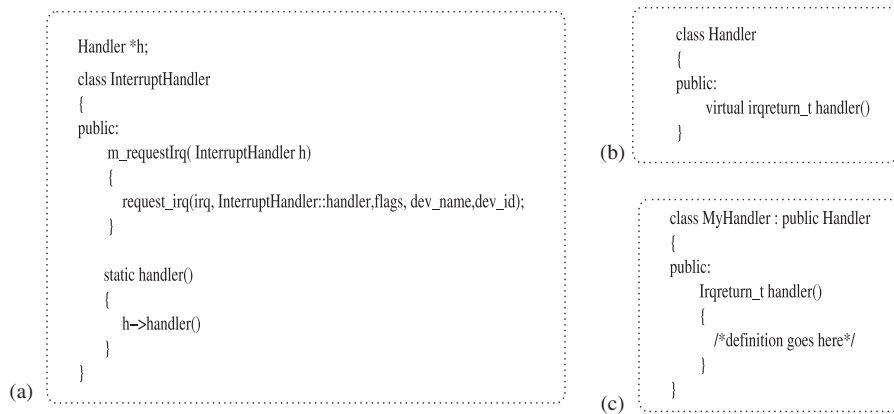 Handler *h;
class InterruptHandler
{
public:
m_requestIrq( InterruptHandler h)
{
request_irq(irq, InterruptHandler::handler,flags, dev_name,dev_id);
}
static handler()
{
h->handler()
}
}
(a)
class Handler
{
public:
virtual irqreturn_t handler()
}
(b)
class MyHandler : public Handler
{
public:
Irqreturn_t handler()
{
/*definition goes here*/
}
}
(c)